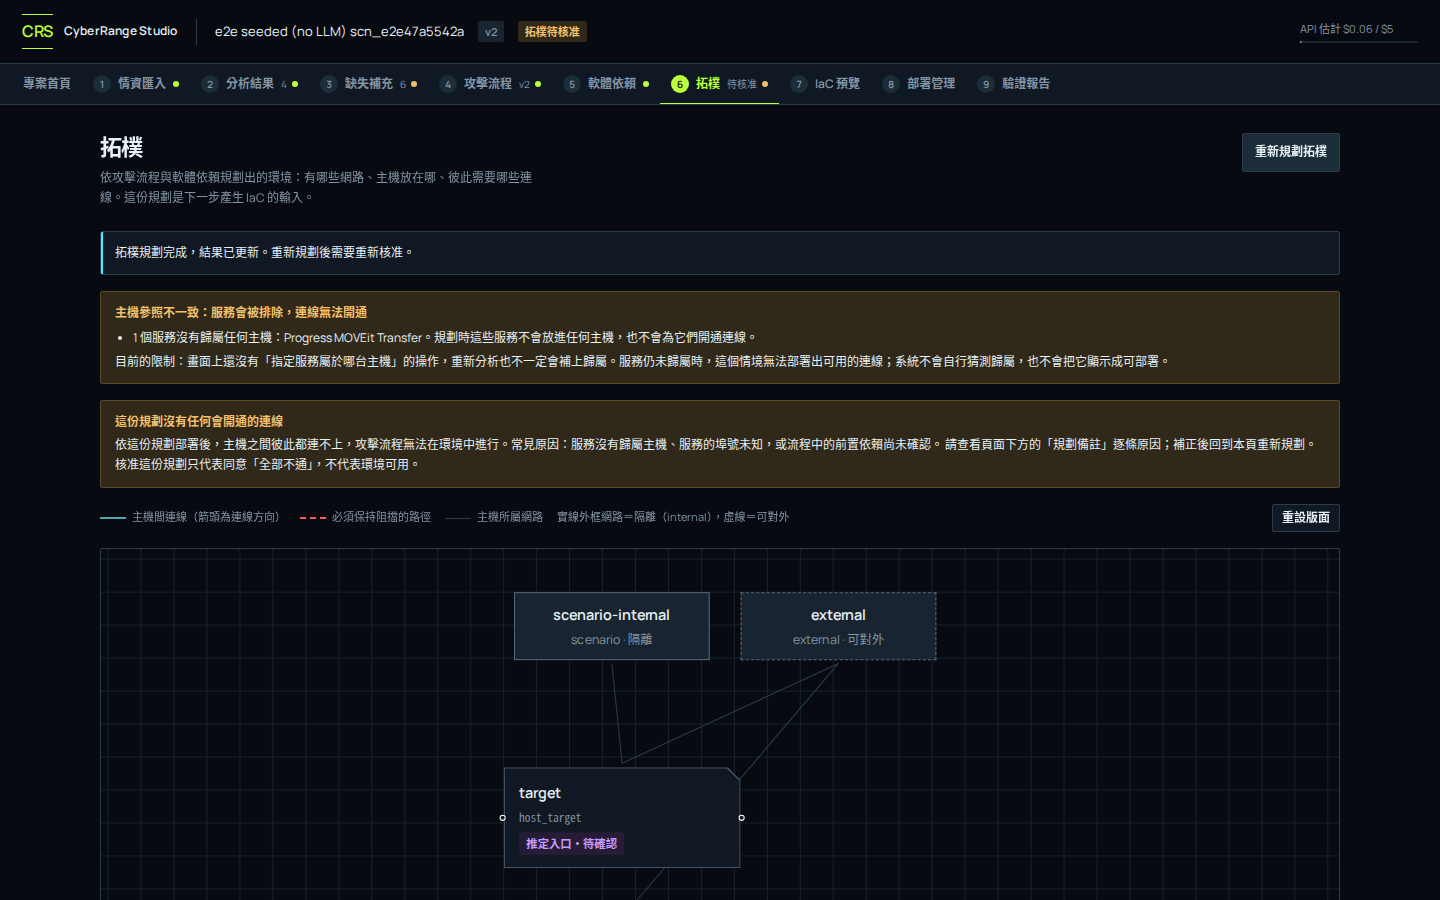 CRS CyberRange Studio e2e seeded (no LLM) scn_e2e47a5542a v2 拓樸待核准 API 估計 $0.06 / $5
專案首頁 1 情資匯入 2 分析結果 4 3 缺失補充 6 4 攻擊流程 v2 5 軟體依賴 6 拓樸 待核准 7 IaC 預覽 8 部署管理 9 驗證報告
拓樸
重新規劃拓樸
依攻擊流程與軟體依賴規劃出的環境：有哪些網路、主機放在哪、彼此需要哪些連
線。這份規劃是下一步產生 IaC 的輸入。
拓樸規劃完成，結果已更新。重新規劃後需要重新核准。
主機參照不一致：服務會被排除，連線無法開通
• 1 個服務沒有歸屬任何主機：Progress MOVEit Transfer。規劃時這些服務不會放進任何主機，也不會為它們開通連線。
目前的限制：畫面上還沒有「指定服務屬於哪台主機」的操作，重新分析也不一定會補上歸屬。服務仍未歸屬時，這個情境無法部署出可用的連線；系統不會自行猜測歸屬，也不會把它顯示成可部署。
這份規劃沒有任何會開通的連線
依這份規劃部署後，主機之間彼此都連不上，攻擊流程無法在環境中進行。常見原因：服務沒有歸屬主機、服務的埠號未知，或流程中的前置依賴尚未確認。 請查看頁面下方的「規劃備註」逐條原因；補正後回到本頁重新規劃。
核准這份規劃只代表同意「全部不通」，不代表環境可用。
主機間連線（箭頭為連線方向） 必須保持阻擋的路徑 主機所屬網路 實線外框網路＝隔離（internal），虛線＝可對外
重設版面
scenario-internal
scenario · 隔離
external
external · 可對外
target
host_target
推定入口・待確認